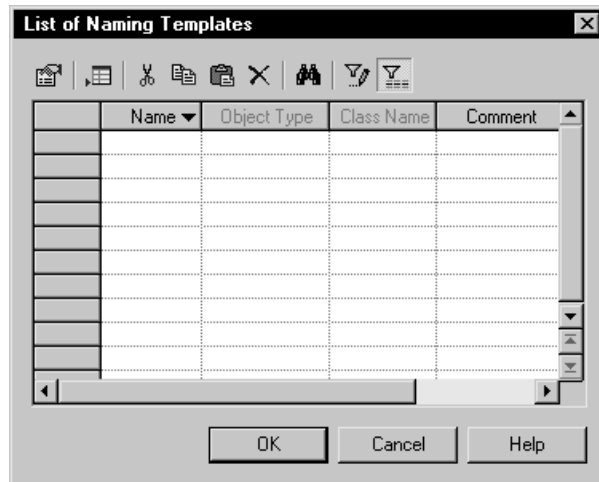 List of Naming Templates
Name Object Type Class Name Comment
OK Cancel Help